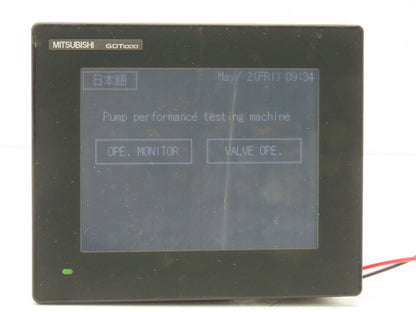 MITSUBISHI GOT1000
日本語 May/ 2(FRI) 09:34
Pump performance testing machine
OPE. MONITOR VALVE OPE.